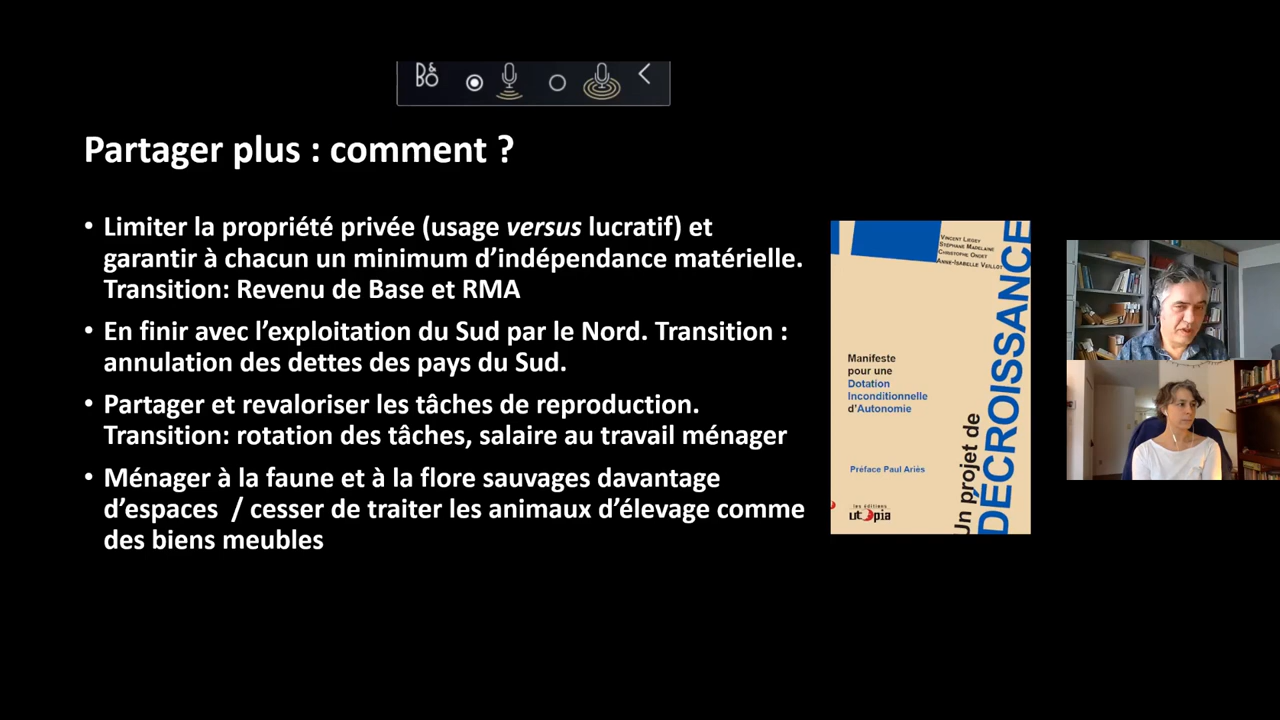 B&O
Partager plus : comment ?
• Limiter la propriété privée (usage versus lucratif) et
garantir à chacun un minimum d’indépendance matérielle.
Transition: Revenu de Base et RMA
• En finir avec l’exploitation du Sud par le Nord. Transition :
annulation des dettes des pays du Sud.
• Partager et revaloriser les tâches de reproduction.
Transition: rotation des tâches, salaire au travail ménager
• Ménager à la faune et à la flore sauvages davantage
d’espaces / cesser de traiter les animaux d’élevage comme
des biens meubles
Vincent Liegey
Stéphane Madelaine
Christophe Ondet
Anne-Isabelle Veillot
Manifeste
pour une
Dotation
Inconditionnelle
d'Autonomie
Préface Paul Ariès
les éditions
utopia
Un projet de
DÉCROISSANCE